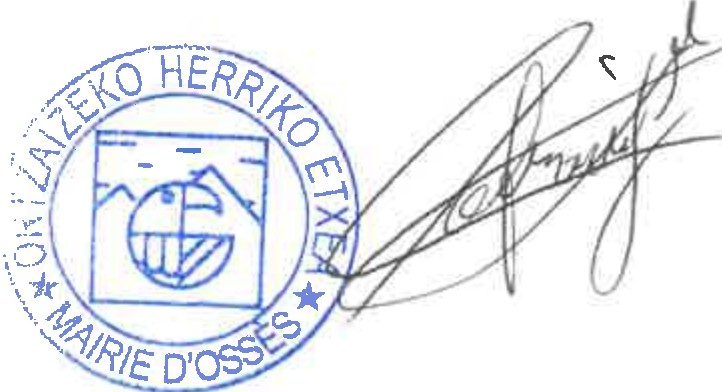 ORTZAIZEKO HERRIKO ETXEA
★ MAIRIE D'OSSÈS ★